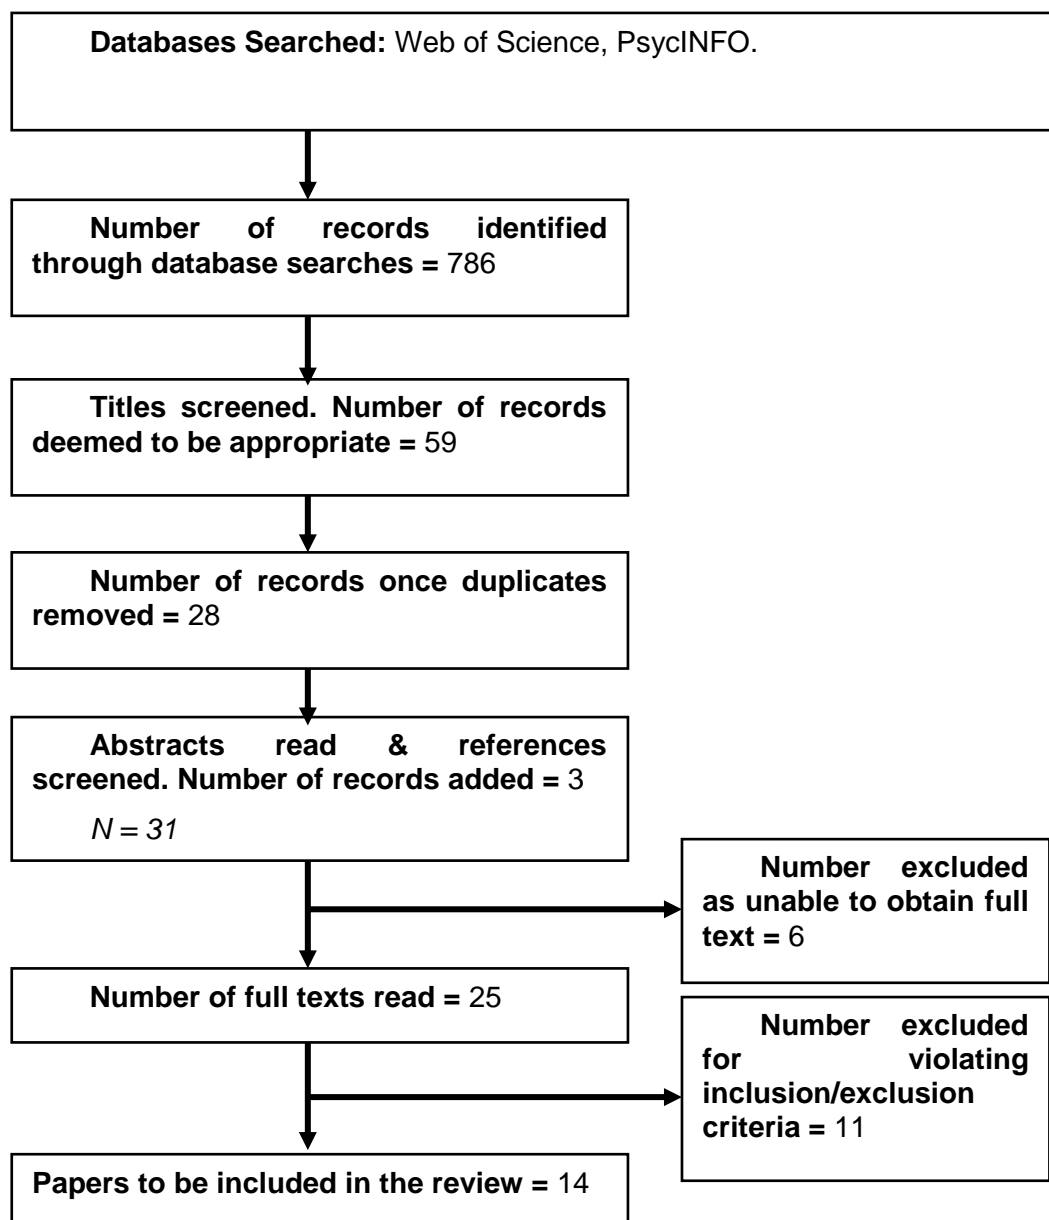 Databases Searched: Web of Science, PsycINFO.
Number of records identified
through database searches = 786
Titles screened. Number of records
deemed to be appropriate = 59
Number of records once duplicates
removed = 28
Abstracts read & references
screened. Number of records added = 3
N = 31
Number excluded
as unable to obtain full
text = 6
Number of full texts read = 25
Number excluded
for violating
inclusion/exclusion
criteria = 11
Papers to be included in the review = 14